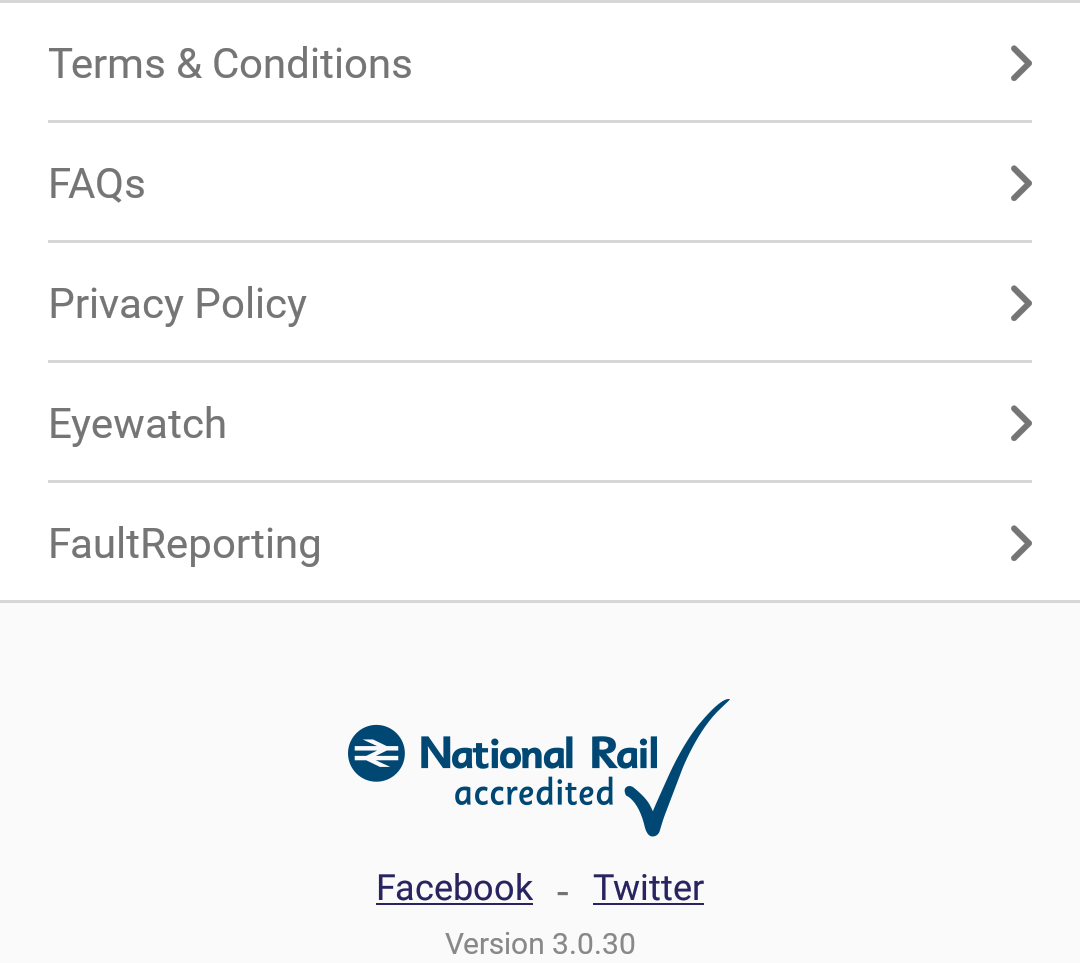 Terms & Conditions
FAQs
Privacy Policy
Eyewatch
FaultReporting
National Rail
accredited
Facebook - Twitter
Version 3.0.30